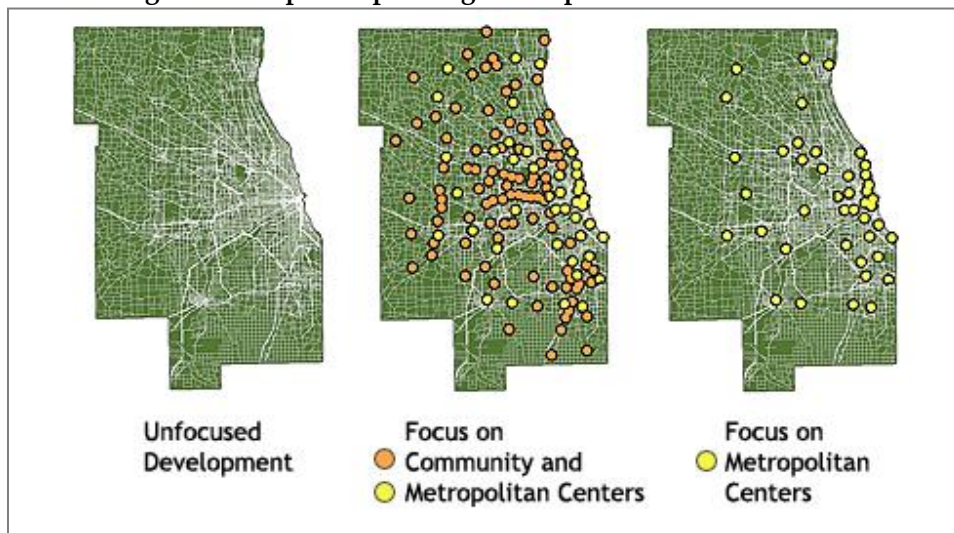 Unfocused
Development
Focus on
Community and
Metropolitan Centers
Focus on
Metropolitan
Centers